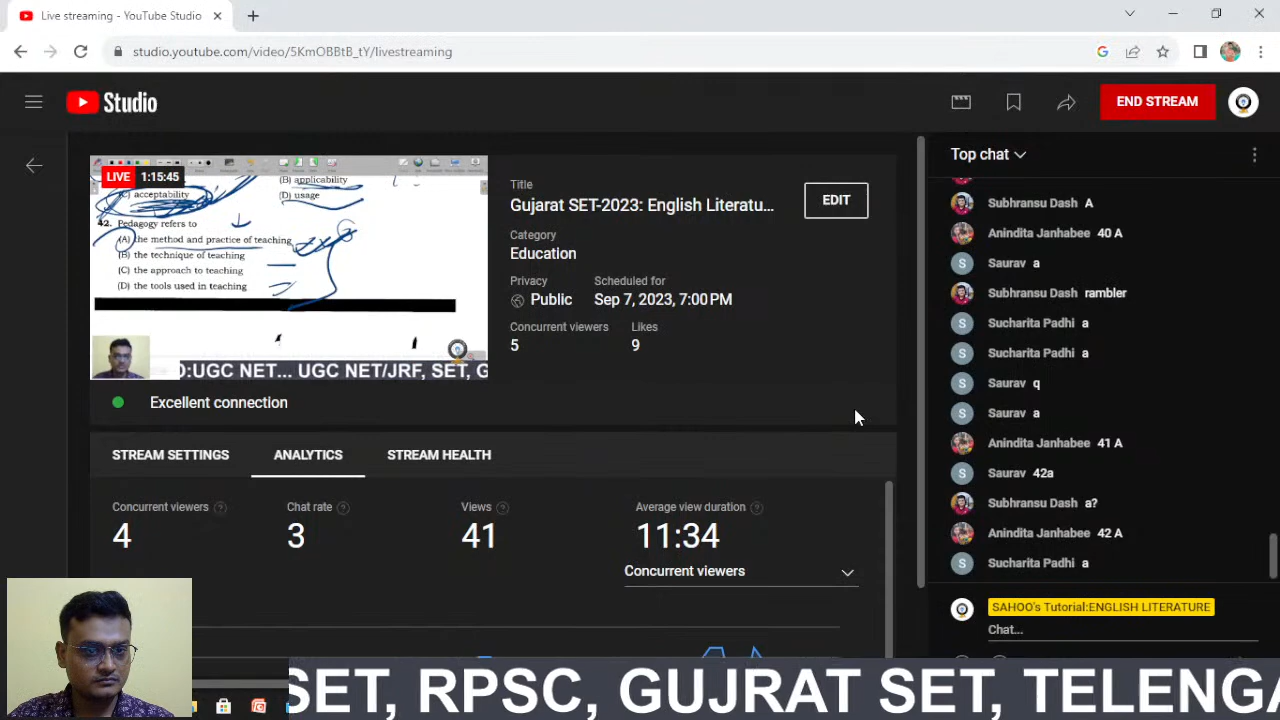 Live streaming - YouTube Studio
studio.youtube.com/video/5KmOBBtB_tY/livestreaming
Studio
END STREAM
LIVE 1:15:45
(C) acceptability
(B) applicability
(D) usage
42. Pedagogy refers to
(A) the method and practice of teaching
(B) the technique of teaching
(C) the approach to teaching
(D) the tools used in teaching
O:UGC NET... UGC NET/JRF, SET, G
Title
Gujarat SET-2023: English Literatu...
EDIT
Category
Education
Privacy
Public
Scheduled for
Sep 7, 2023, 7:00 PM
Concurrent viewers
5
Likes
9
Excellent connection
STREAM SETTINGS
ANALYTICS
STREAM HEALTH
Concurrent viewers
4
Chat rate
3
Views
41
Average view duration
11:34
Concurrent viewers
Top chat
Subhransu Dash A
Anindita Janhabee 40 A
Saurav a
Subhransu Dash rambler
Sucharita Padhi a
Sucharita Padhi a
Saurav q
Saurav a
Anindita Janhabee 41 A
Saurav 42a
Subhransu Dash a?
Anindita Janhabee 42 A
Sucharita Padhi a
SAHOO's Tutorial:ENGLISH LITERATURE
Chat...
SET, RPSC, GUJRAT SET, TELENGA